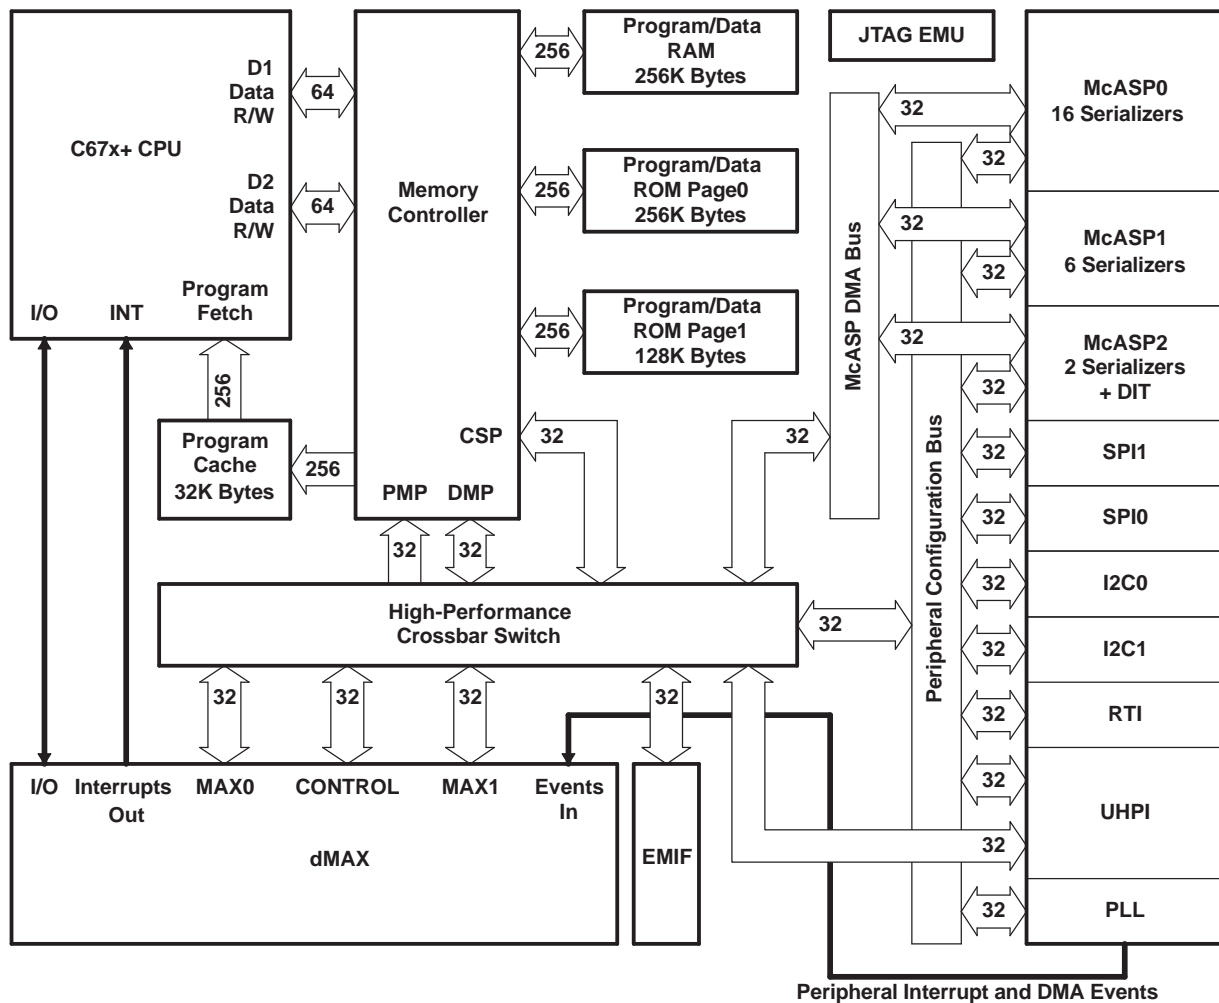 D1
Data
R/W
64
C67x+ CPU
D2
Data
R/W
64
I/O
INT
Program
Fetch
256
Program
Cache
32K Bytes
256
Memory
Controller
CSP
32
PMP
DMP
32
32
256
Program/Data
RAM
256K Bytes
256
Program/Data
ROM Page0
256K Bytes
256
Program/Data
ROM Page1
128K Bytes
JTAG EMU
32
McASP DMA Bus
Peripheral Configuration Bus
32
32
McASP0
16 Serializers
32
32
McASP1
6 Serializers
32
32
McASP2
2 Serializers
+ DIT
32
SPI1
32
SPI0
32
I2C0
32
I2C1
32
RTI
32
UHPI
32
32
PLL
High-Performance
Crossbar Switch
32
32
32
32
32
I/O
Interrupts
Out
MAX0
CONTROL
MAX1
Events
In
dMAX
EMIF
Peripheral Interrupt and DMA Events